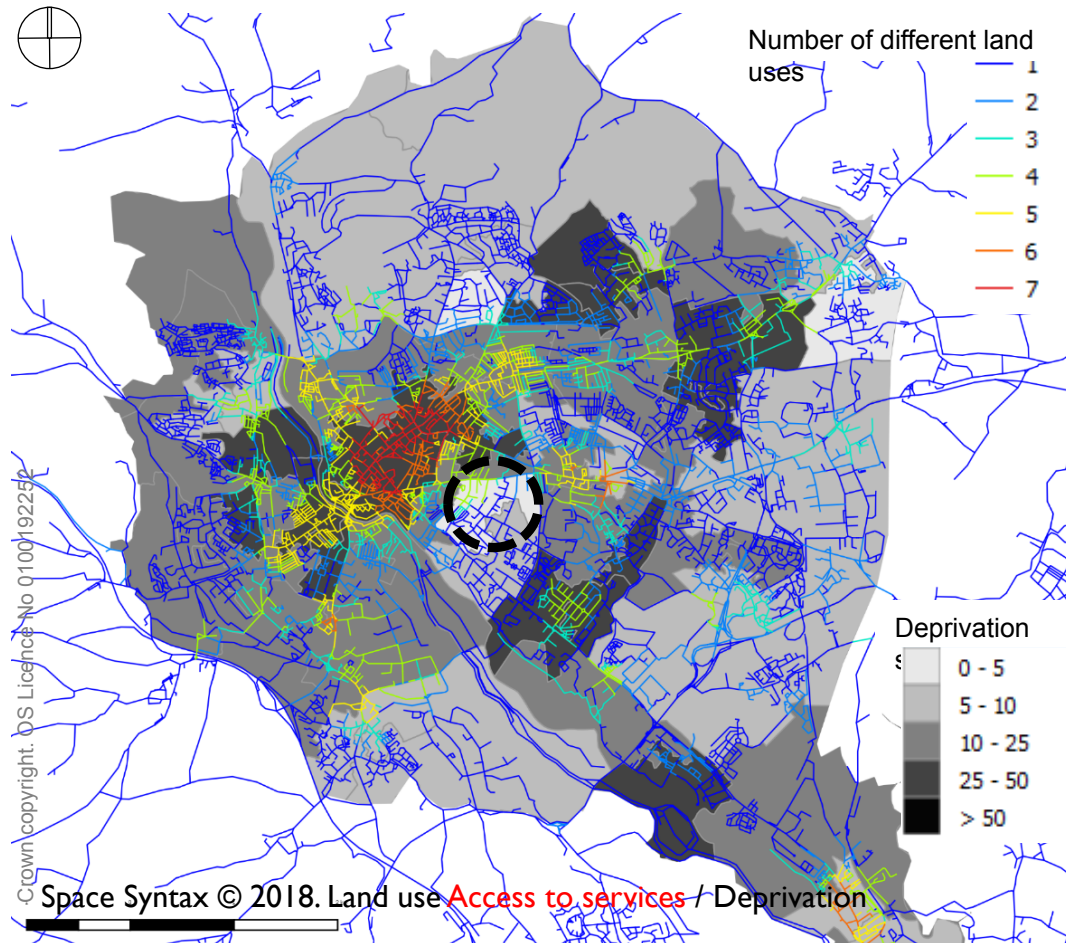 Number of different land
uses
1
2
3
4
5
6
7
Deprivation
s
0 - 5
5 - 10
10 - 25
25 - 50
> 50
Crown copyright. OS Licence No 0100192252
Space Syntax © 2018. Land use Access to services / Deprivation